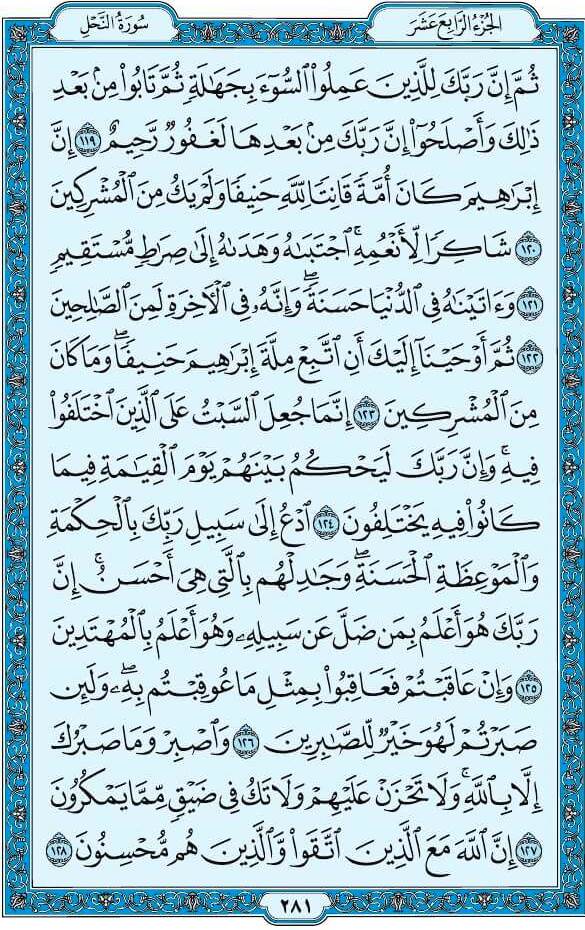 الجُزْءُ الرَّابِعَ عَشَرَ
سُورَةُ النَّحْلِ
ثُمَّ إِنَّ رَبَّكَ لِلَّذِينَ عَمِلُوا۟ ٱلسُّوٓءَ بِجَهَٰلَةٍ ثُمَّ تَابُوا۟ مِنۢ بَعْدِ
ذَٰلِكَ وَأَصْلَحُوٓا۟ إِنَّ رَبَّكَ مِنۢ بَعْدِهَا لَغَفُورٌ رَّحِيمٌ ١١٩ إِنَّ
إِبْرَٰهِيمَ كَانَ أُمَّةً قَانِتًا لِّلَّهِ حَنِيفًا وَلَمْ يَكُ مِنَ ٱلْمُشْرِكِينَ
١٢٠ شَاكِرًا لِّأَنْعُمِهِ ۚ ٱجْتَبَىٰهُ وَهَدَىٰهُ إِلَىٰ صِرَٰطٍ مُّسْتَقِيمٍ
١٢١ وَءَاتَيْنَٰهُ فِى ٱلدُّنْيَا حَسَنَةً ۖ وَإِنَّهُۥ فِى ٱلْءَاخِرَةِ لَمِنَ ٱلصَّٰلِحِينَ
١٢٢ ثُمَّ أَوْحَيْنَآ إِلَيْكَ أَنِ ٱتَّبِعْ مِلَّةَ إِبْرَٰهِيمَ حَنِيفًا ۖ وَمَا كَانَ
مِنَ ٱلْمُشْرِكِينَ ١٢٣ إِنَّمَا جُعِلَ ٱلسَّبْتُ عَلَى ٱلَّذِينَ ٱخْتَلَفُوا۟
فِيهِ ۚ وَإِنَّ رَبَّكَ لَيَحْكُمُ بَيْنَهُمْ يَوْمَ ٱلْقِيَٰمَةِ فِيمَا
كَانُوا۟ فِيهِ يَخْتَلِفُونَ ١٢٤ ٱدْعُ إِلَىٰ سَبِيلِ رَبِّكَ بِٱلْحِكْمَةِ
وَٱلْمَوْعِظَةِ ٱلْحَسَنَةِ ۖ وَجَٰدِلْهُم بِٱلَّتِى هِىَ أَحْسَنُ ۚ إِنَّ
رَبَّكَ هُوَ أَعْلَمُ بِمَن ضَلَّ عَن سَبِيلِهِۦ وَهُوَ أَعْلَمُ بِٱلْمُهْتَدِينَ
١٢٥ وَإِنْ عَاقَبْتُمْ فَعَاقِبُوا۟ بِمِثْلِ مَا عُوقِبْتُم بِهِۦ ۖ وَلَئِن
صَبَرْتُمْ لَهُوَ خَيْرٌ لِّلصَّٰبِرِينَ ١٢٦ وَٱصْبِرْ وَمَا صَبْرُكَ
إِلَّا بِٱللَّهِ ۚ وَلَا تَحْزَنْ عَلَيْهِمْ وَلَا تَكُ فِى ضَيْقٍ مِّمَّا يَمْكُرُونَ
١٢٧ إِنَّ ٱللَّهَ مَعَ ٱلَّذِينَ ٱتَّقَوا۟ وَّٱلَّذِينَ هُم مُّحْسِنُونَ ١٢٨
٢٨١